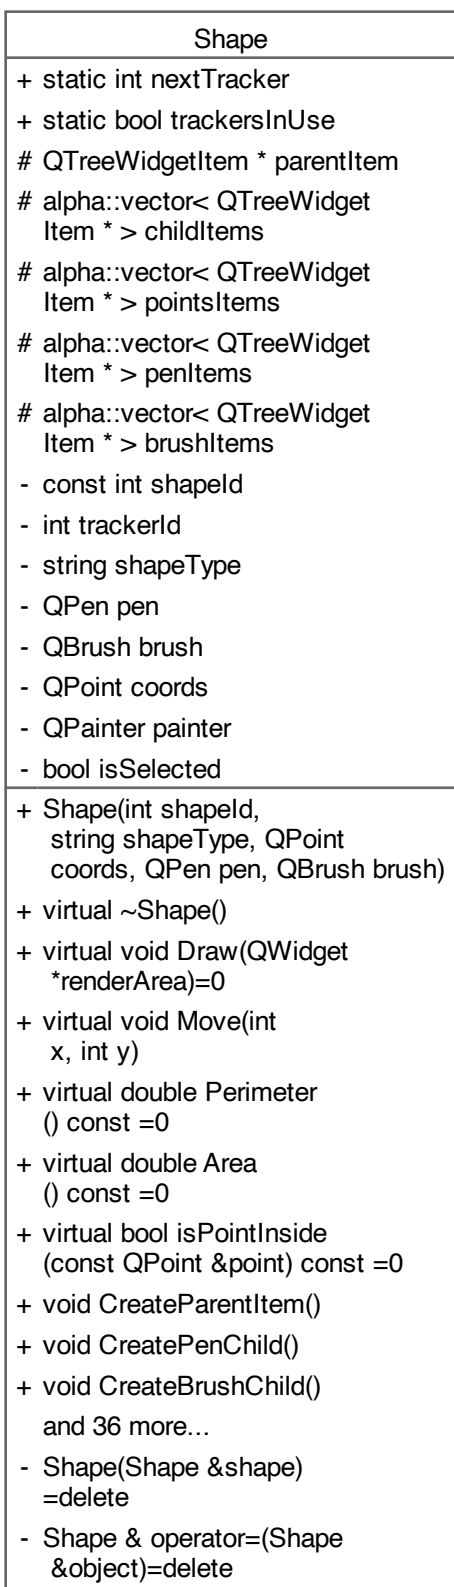 Shape
+ static int nextTracker
+ static bool trackersInUse
# QTreeWidgetItem * parentItem
# alpha::vector< QTreeWidget
Item * > childItems
# alpha::vector< QTreeWidget
Item * > pointsItems
# alpha::vector< QTreeWidget
Item * > penItems
# alpha::vector< QTreeWidget
Item * > brushItems
- const int shapeId
- int trackerId
- string shapeType
- QPen pen
- QBrush brush
- QPoint coords
- QPainter painter
- bool isSelected
+ Shape(int shapeId,
string shapeType, QPoint
coords, QPen pen, QBrush brush)
+ virtual ~Shape()
+ virtual void Draw(QWidget
*renderArea)=0
+ virtual void Move(int
x, int y)
+ virtual double Perimeter
() const =0
+ virtual double Area
() const =0
+ virtual bool isPointInside
(const QPoint &point) const =0
+ void CreateParentItem()
+ void CreatePenChild()
+ void CreateBrushChild()
and 36 more...
- Shape(Shape &shape)
=delete
- Shape & operator=(Shape
&object)=delete